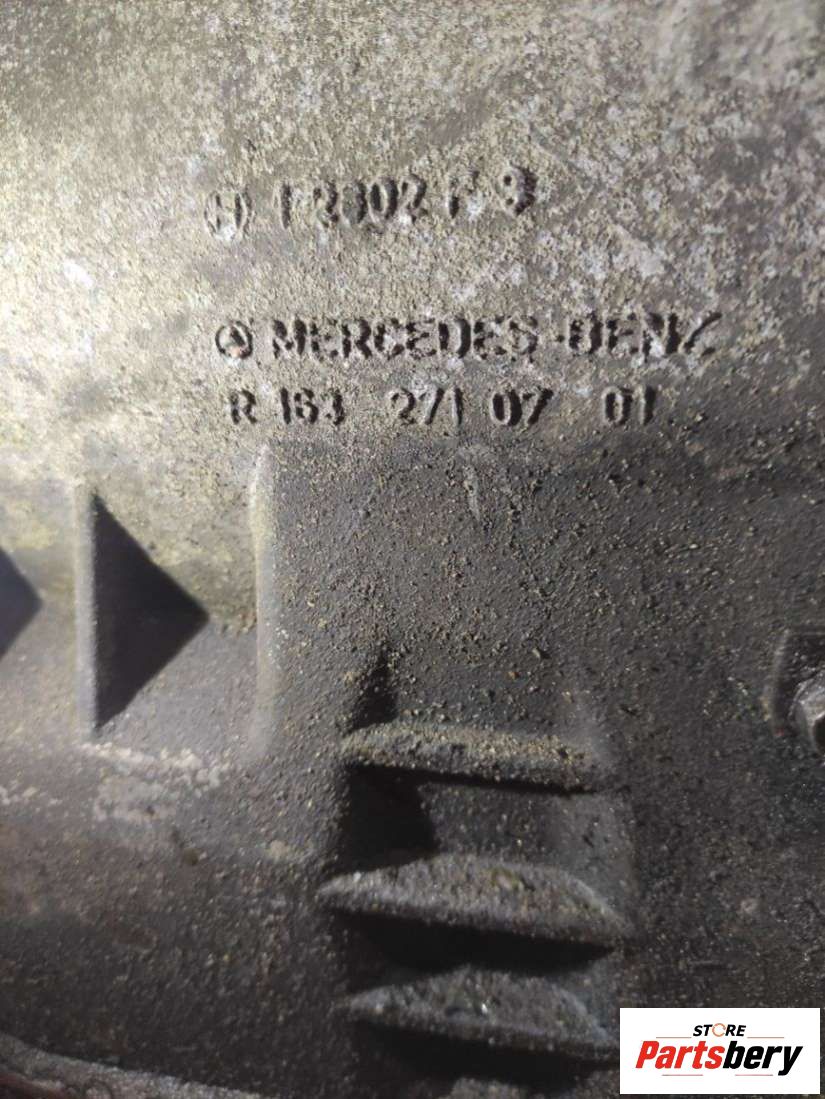 MERCEDES-BENZ
R 163 271 07 01
STORE
Partsbery